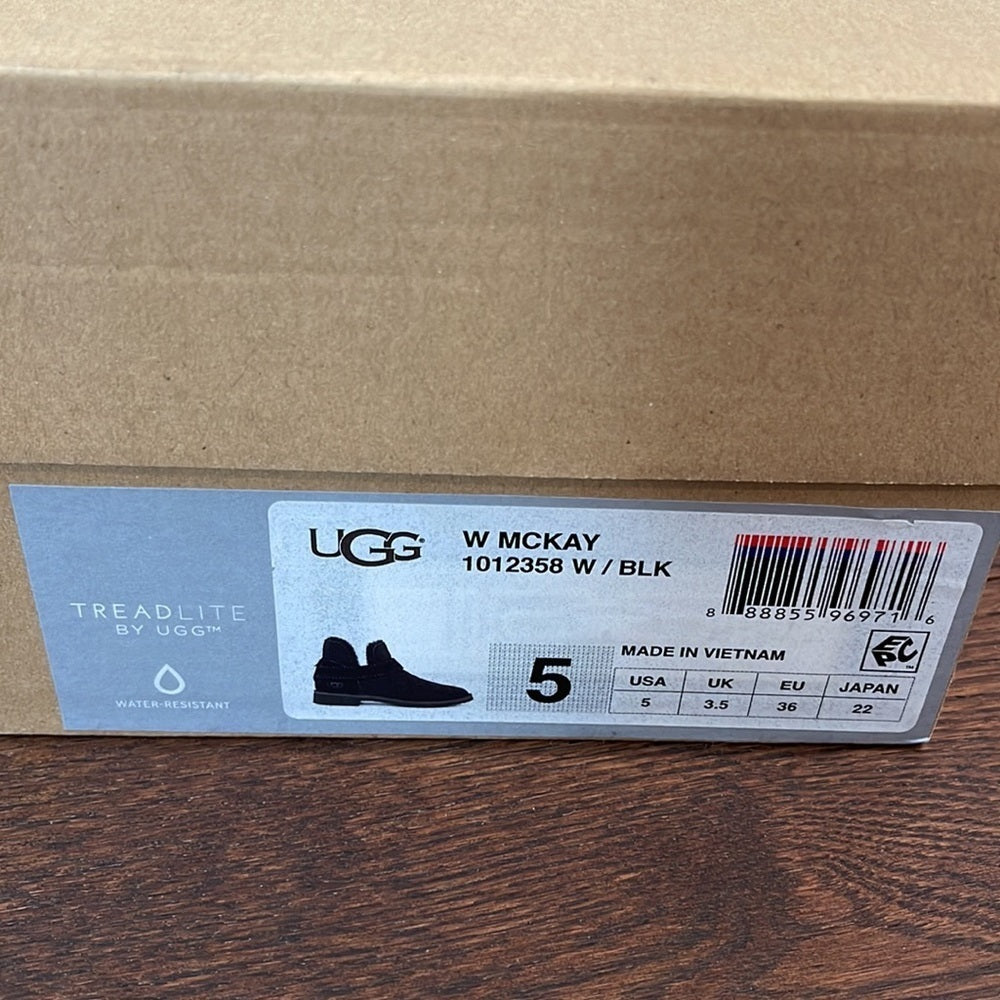 TREADLITE
BY UGG™
WATER-RESISTANT
UGG®
W MCKAY
1012358 W / BLK
8 88855 96971 6
5
MADE IN VIETNAM
EPC™
USA UK EU JAPAN
5 3.5 36 22